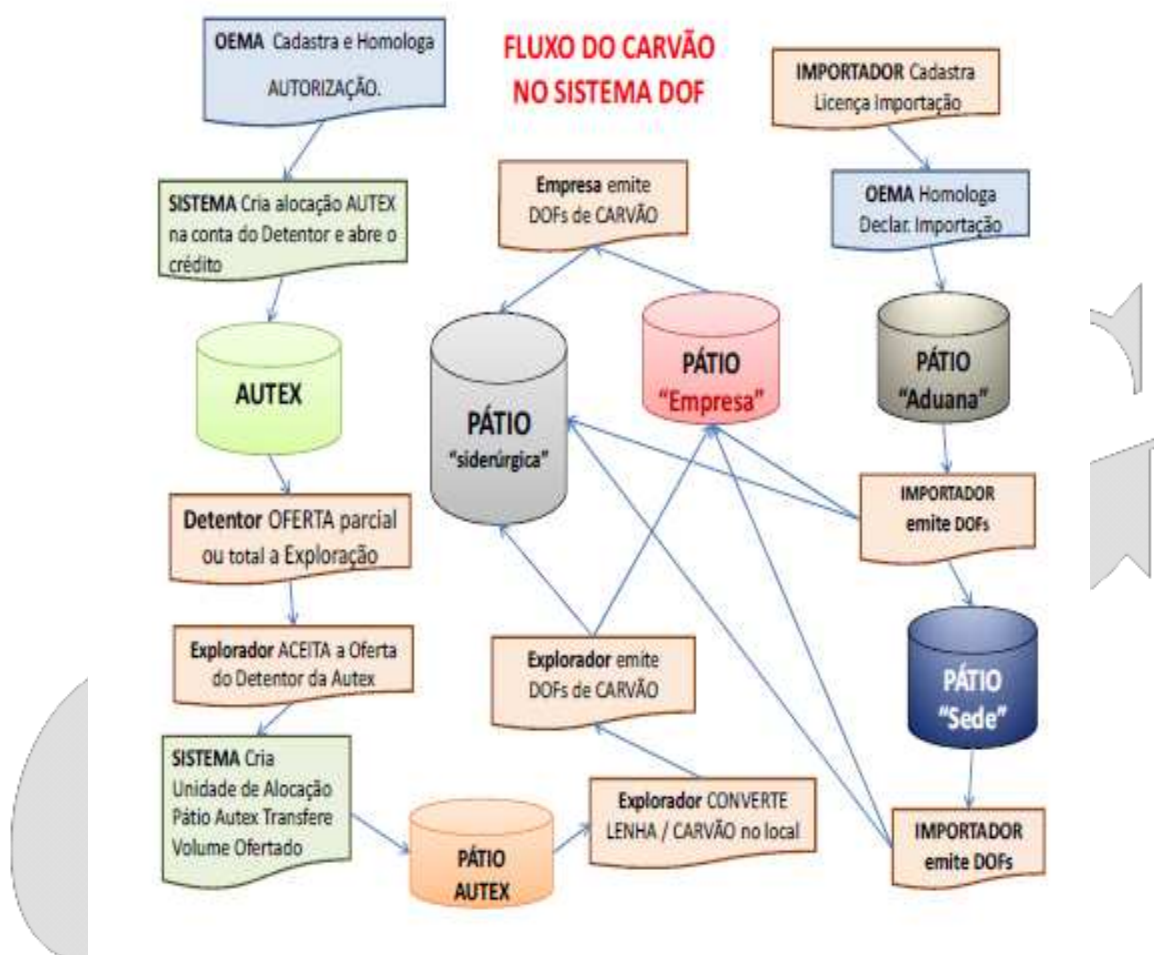 FLUXO DO CARVÃO
NO SISTEMA DOF
OEMA Cadastra e Homologa
AUTORIZAÇÃO.
SISTEMA Cria alocação AUTEX
na conta do Detentor e abre o
crédito
AUTEX
Detentor OFERTA parcial
ou total a Exploração
Explorador ACEITA a Oferta
do Detentor da Autex
SISTEMA Cria
Unidade de Alocação
Pátio Autex Transfere
Volume Ofertado
PÁTIO
AUTEX
Explorador CONVERTE
LENHA / CARVÃO no local
Explorador emite
DOFs de CARVÃO
Empresa emite
DOFs de CARVÃO
PÁTIO
“siderúrgica”
PÁTIO
“Empresa”
IMPORTADOR Cadastra
Licença Importação
OEMA Homologa
Declar. Importação
PÁTIO
“Aduana”
IMPORTADOR
emite DOFs
PÁTIO
“Sede”
IMPORTADOR
emite DOFs